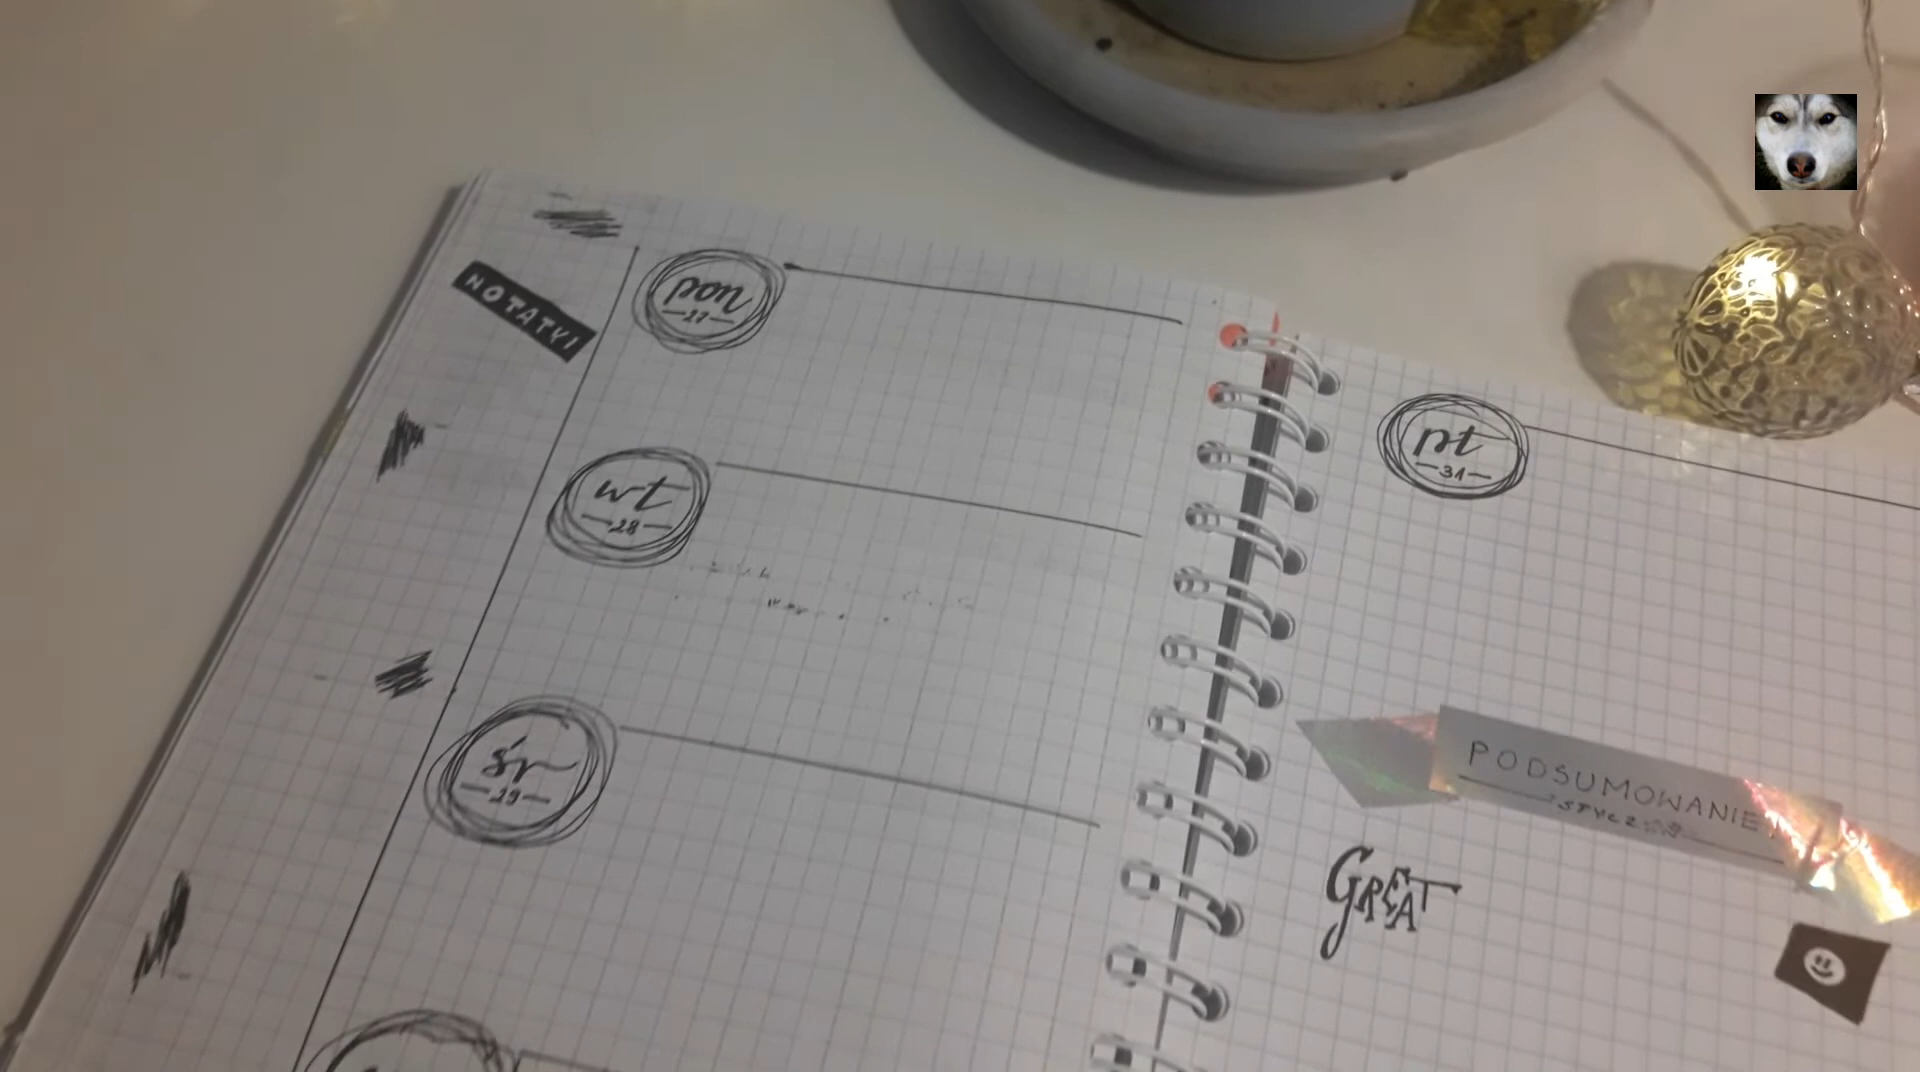 NOTATKI
pon
27
wt
28
śr
29
pt
31
PODSUMOWANIE
GREAT